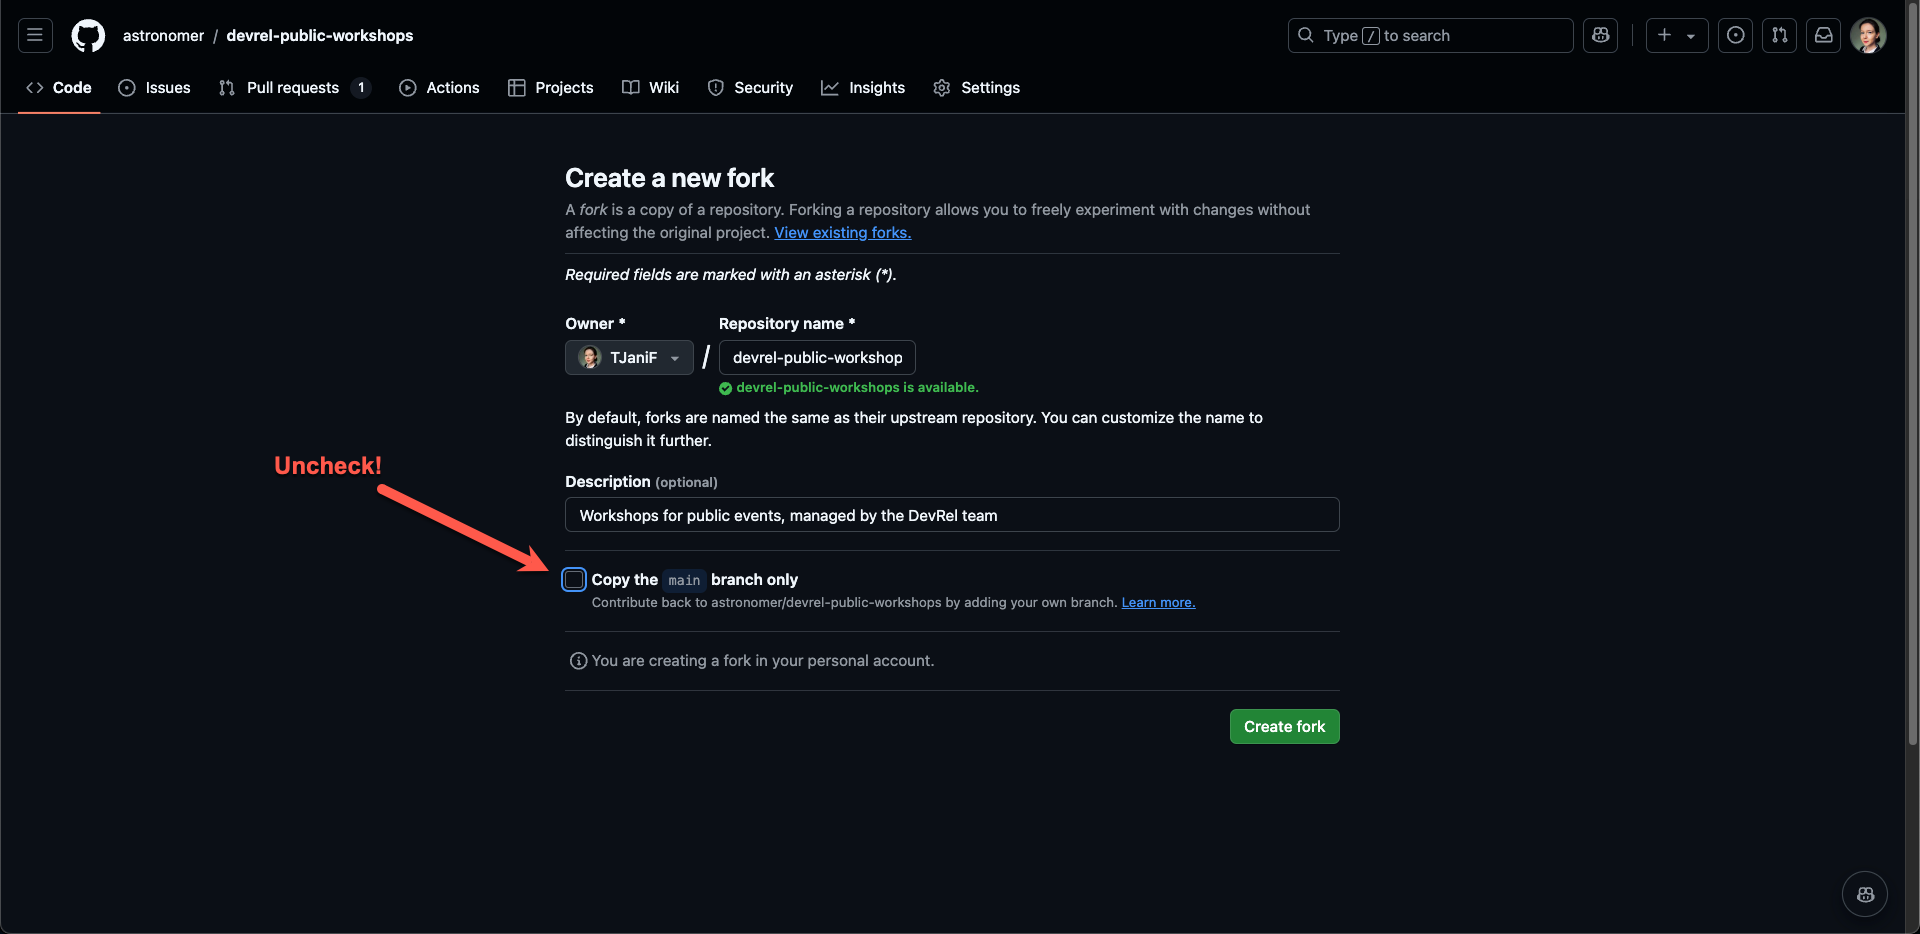 astronomer / devrel-public-workshops
Type / to search
Code
Issues
Pull requests 1
Actions
Projects
Wiki
Security
Insights
Settings
Create a new fork
A fork is a copy of a repository. Forking a repository allows you to freely experiment with changes without
affecting the original project. View existing forks.
Required fields are marked with an asterisk (*).
Owner *
Repository name *
TJaniF
/
devrel-public-workshop
devrel-public-workshops is available.
By default, forks are named the same as their upstream repository. You can customize the name to
distinguish it further.
Uncheck!
Description (optional)
Workshops for public events, managed by the DevRel team
Copy the main branch only
Contribute back to astronomer/devrel-public-workshops by adding your own branch. Learn more.
You are creating a fork in your personal account.
Create fork